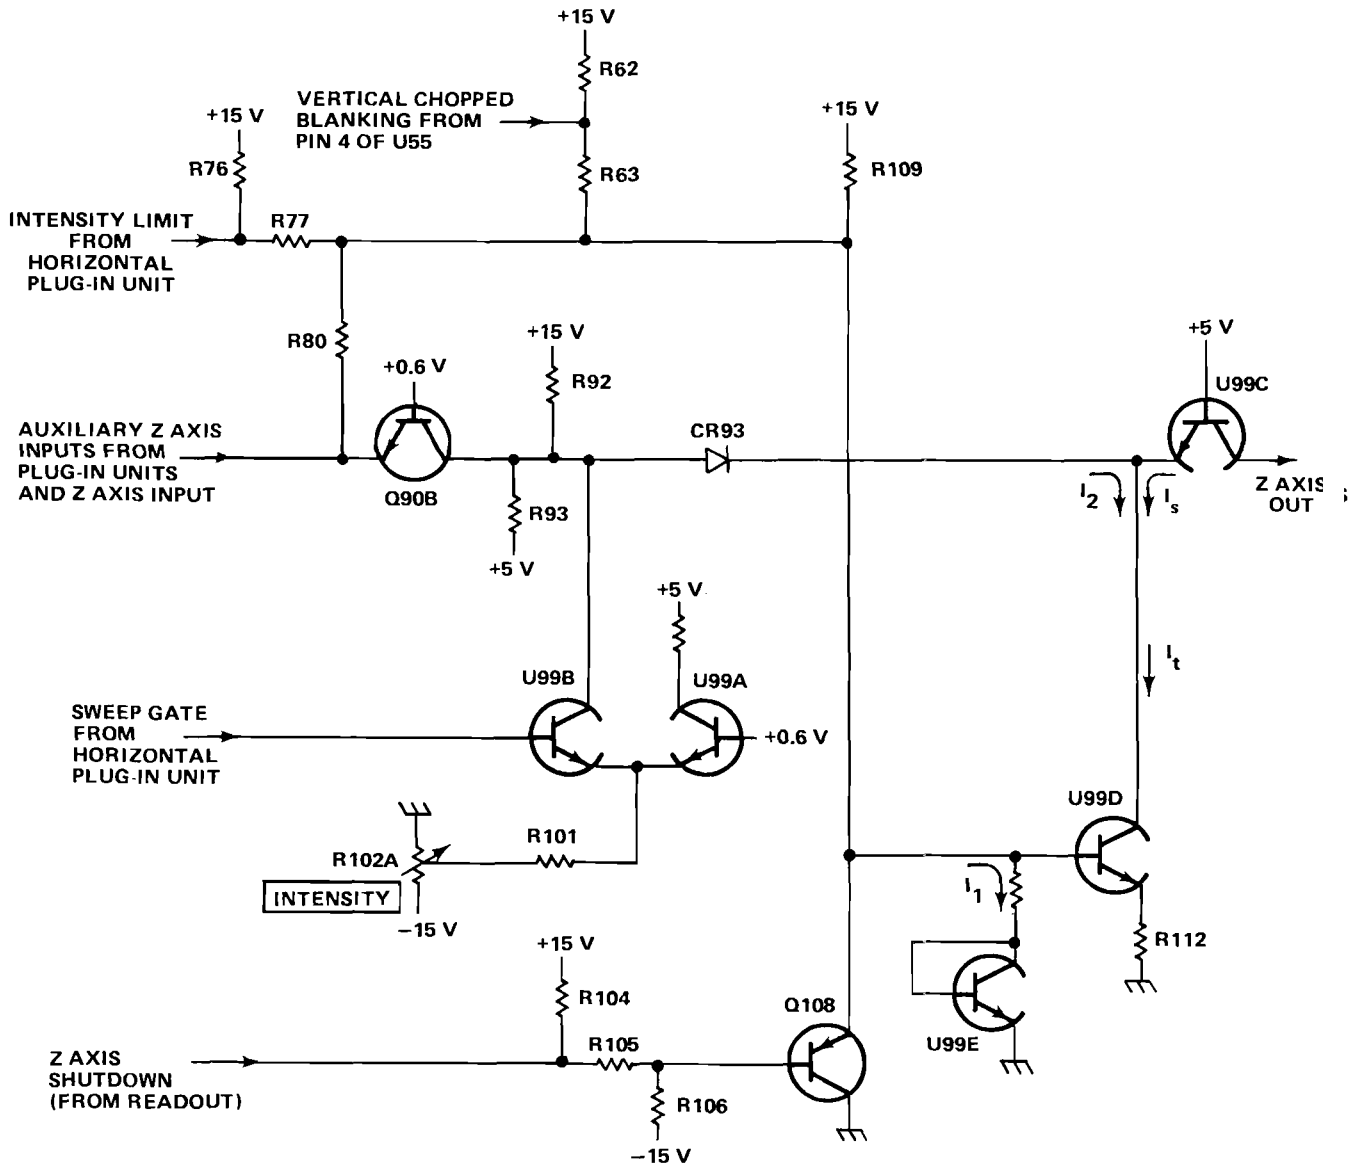 +15 V
R62
VERTICAL CHOPPED
BLANKING FROM
PIN 4 OF U55
+15 V
R76
+15 V
R63
R109
INTENSITY LIMIT
FROM
HORIZONTAL
PLUG-IN UNIT
R77
R80
+15 V
+0.6 V
R92
+5 V
U99C
AUXILIARY Z AXIS
INPUTS FROM
PLUG-IN UNITS
AND Z AXIS INPUT
CR93
Q90B
R93
+5 V
I2
Is
Z AXIS
OUT
+5 V
It
U99B
U99A
SWEEP GATE
FROM
HORIZONTAL
PLUG-IN UNIT
+0.6 V
U99D
R102A
R101
INTENSITY
−15 V
I1
+15 V
R104
R112
Q108
R105
U99E
Z AXIS
SHUTDOWN
(FROM READOUT)
R106
−15 V